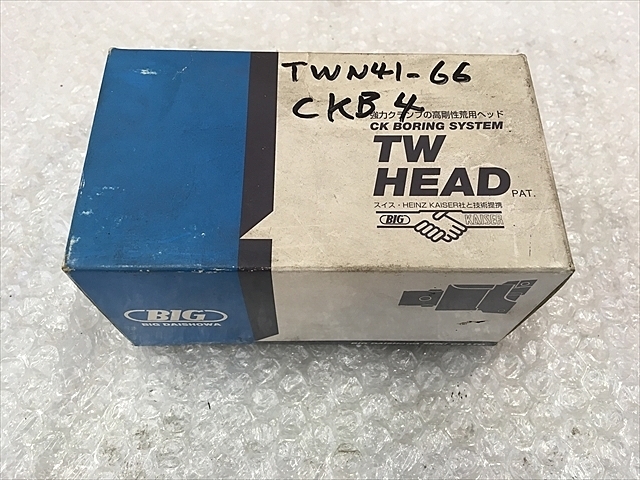 TWN41-66
CKB4
強力クランプの高剛性荒用ヘッド
CK BORING SYSTEM
TW
HEAD PAT.
スイス・HEINZ KAISER社と技術提携
BIG KAISER
BIG
BIG DAISHOWA